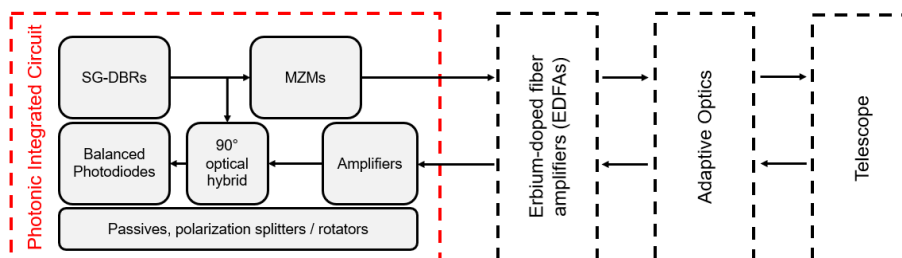 Photonic Integrated Circuit
SG-DBRs
MZMs
Balanced
Photodiodes
90°
optical
hybrid
Amplifiers
Passives, polarization splitters / rotators
Erbium-doped fiber
amplifiers (EDFAs)
Adaptive Optics
Telescope